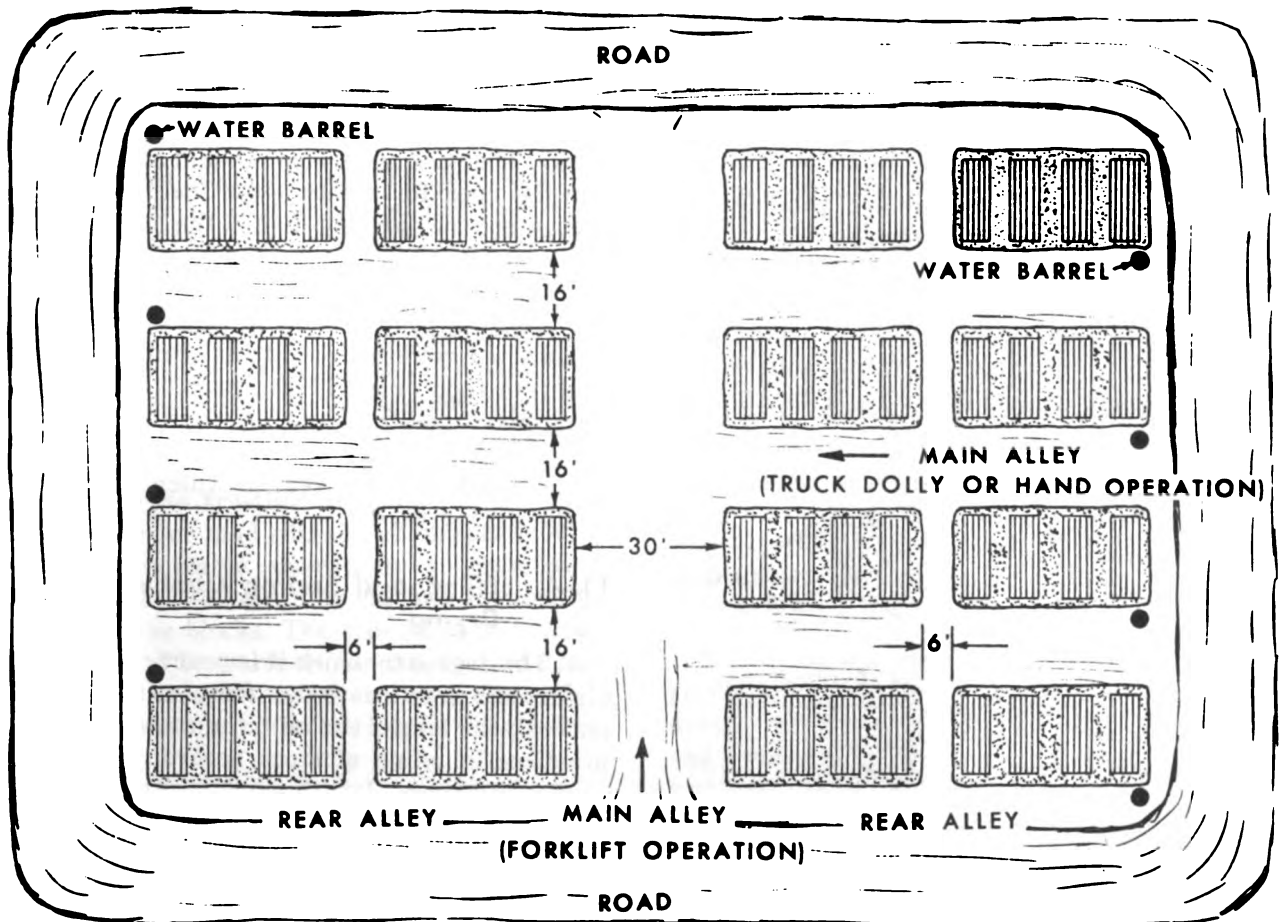 ROAD
WATER BARREL
WATER BARREL
16'
MAIN ALLEY
(TRUCK DOLLY OR HAND OPERATION)
16'
30'
6'
16'
6'
REAR ALLEY
MAIN ALLEY
REAR ALLEY
(FORKLIFT OPERATION)
ROAD